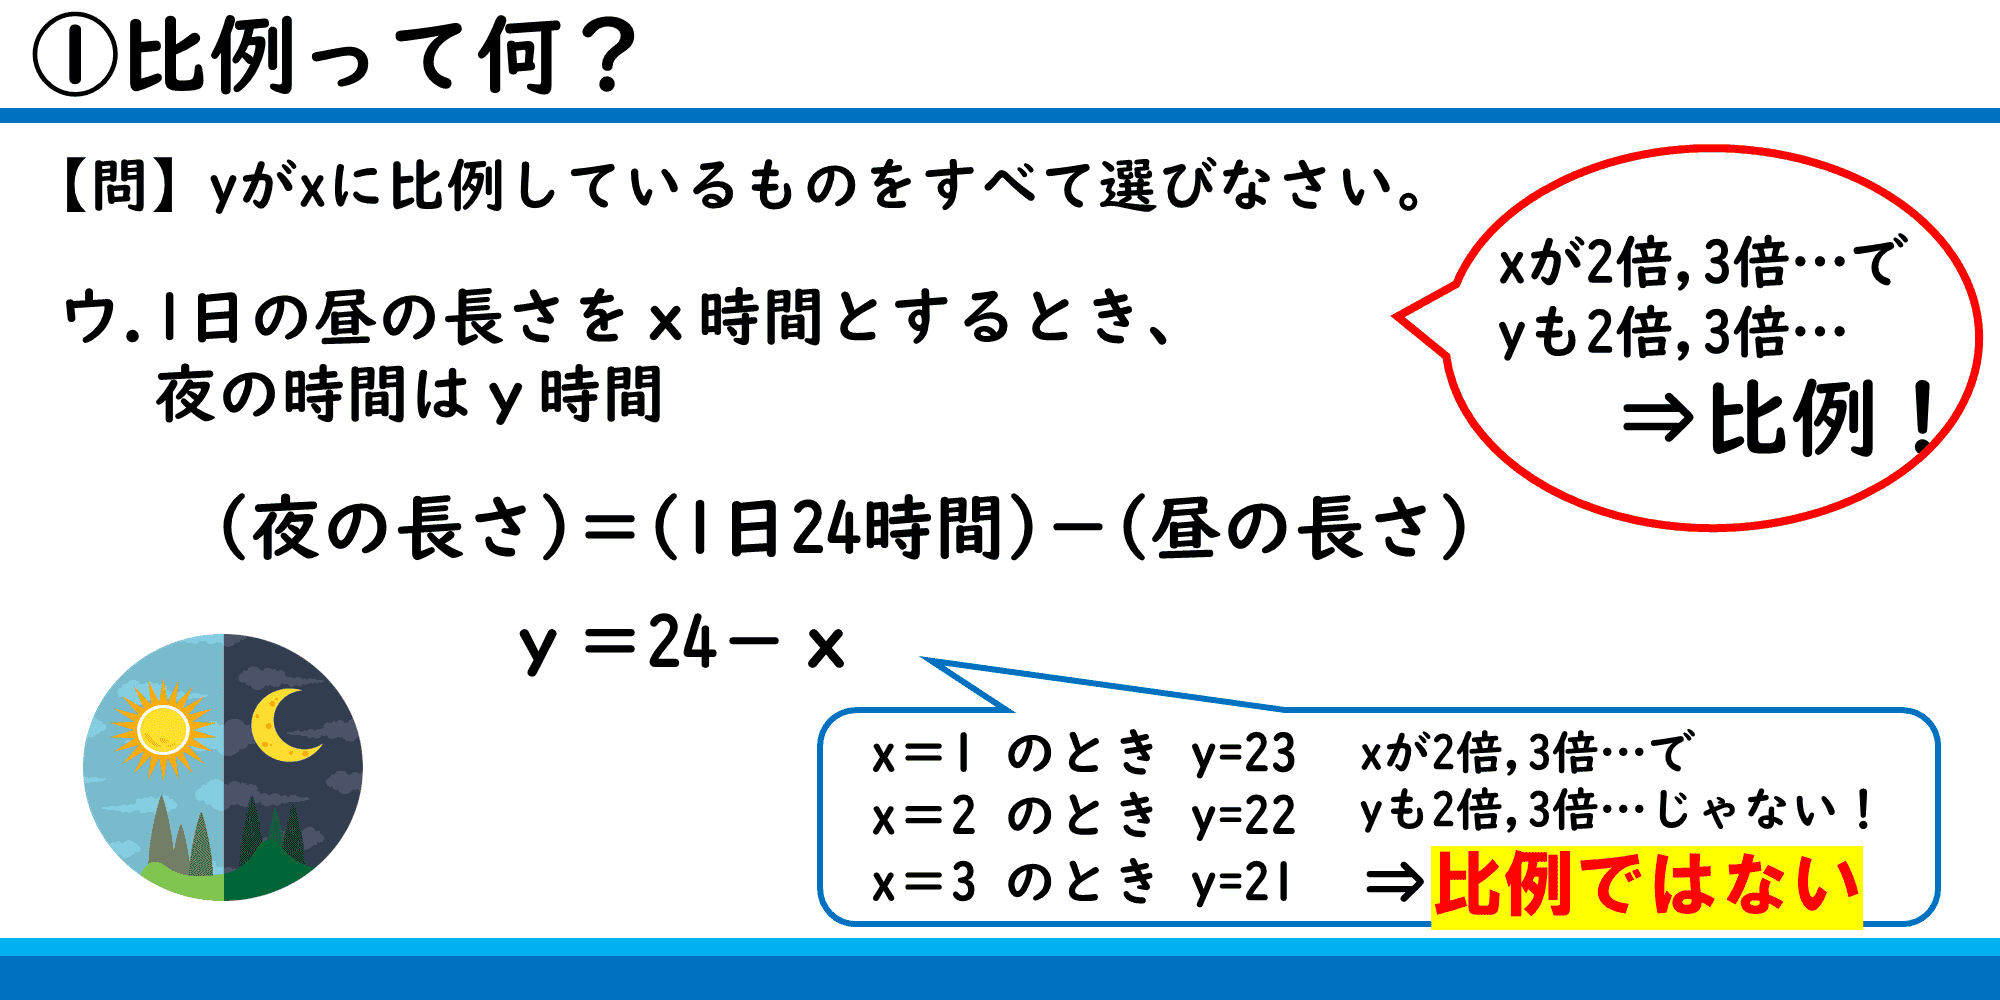 ①比例って何？
【問】yがxに比例しているものをすべて選びなさい。
xが2倍,3倍…で
yも2倍,3倍…
⇒比例！
ウ.1日の昼の長さをｘ時間とするとき、
夜の時間はｙ時間
(夜の長さ)＝(1日24時間)－(昼の長さ)
ｙ＝24－ｘ
x＝1 のとき y=23
x＝2 のとき y=22
x＝3 のとき y=21
xが2倍,3倍…で
yも2倍,3倍…じゃない！
⇒比例ではない